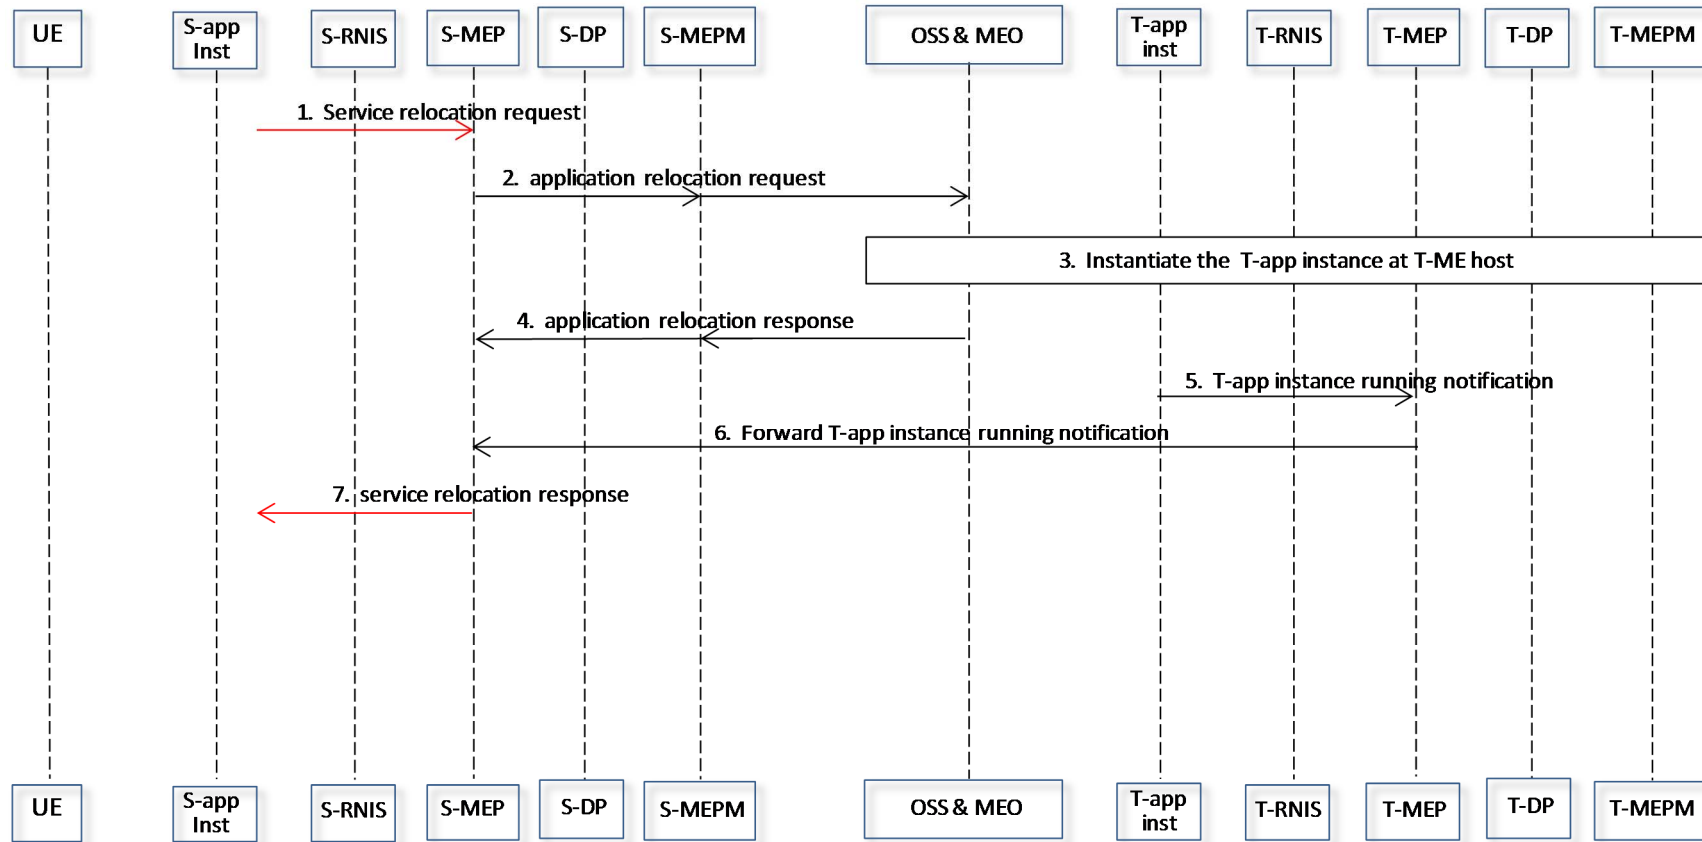 UE
S-app
Inst
S-RNIS
S-MEP
S-DP
S-MEPM
OSS & MEO
T-app
inst
T-RNIS
T-MEP
T-DP
T-MEPM
1. Service relocation request
2. application relocation request
3. Instantiate the T-app instance at T-ME host
4. application relocation response
5. T-app instance running notification
6. Forward T-app instance running notification
7. service relocation response
UE
S-app
Inst
S-RNIS
S-MEP
S-DP
S-MEPM
OSS & MEO
T-app
inst
T-RNIS
T-MEP
T-DP
T-MEPM